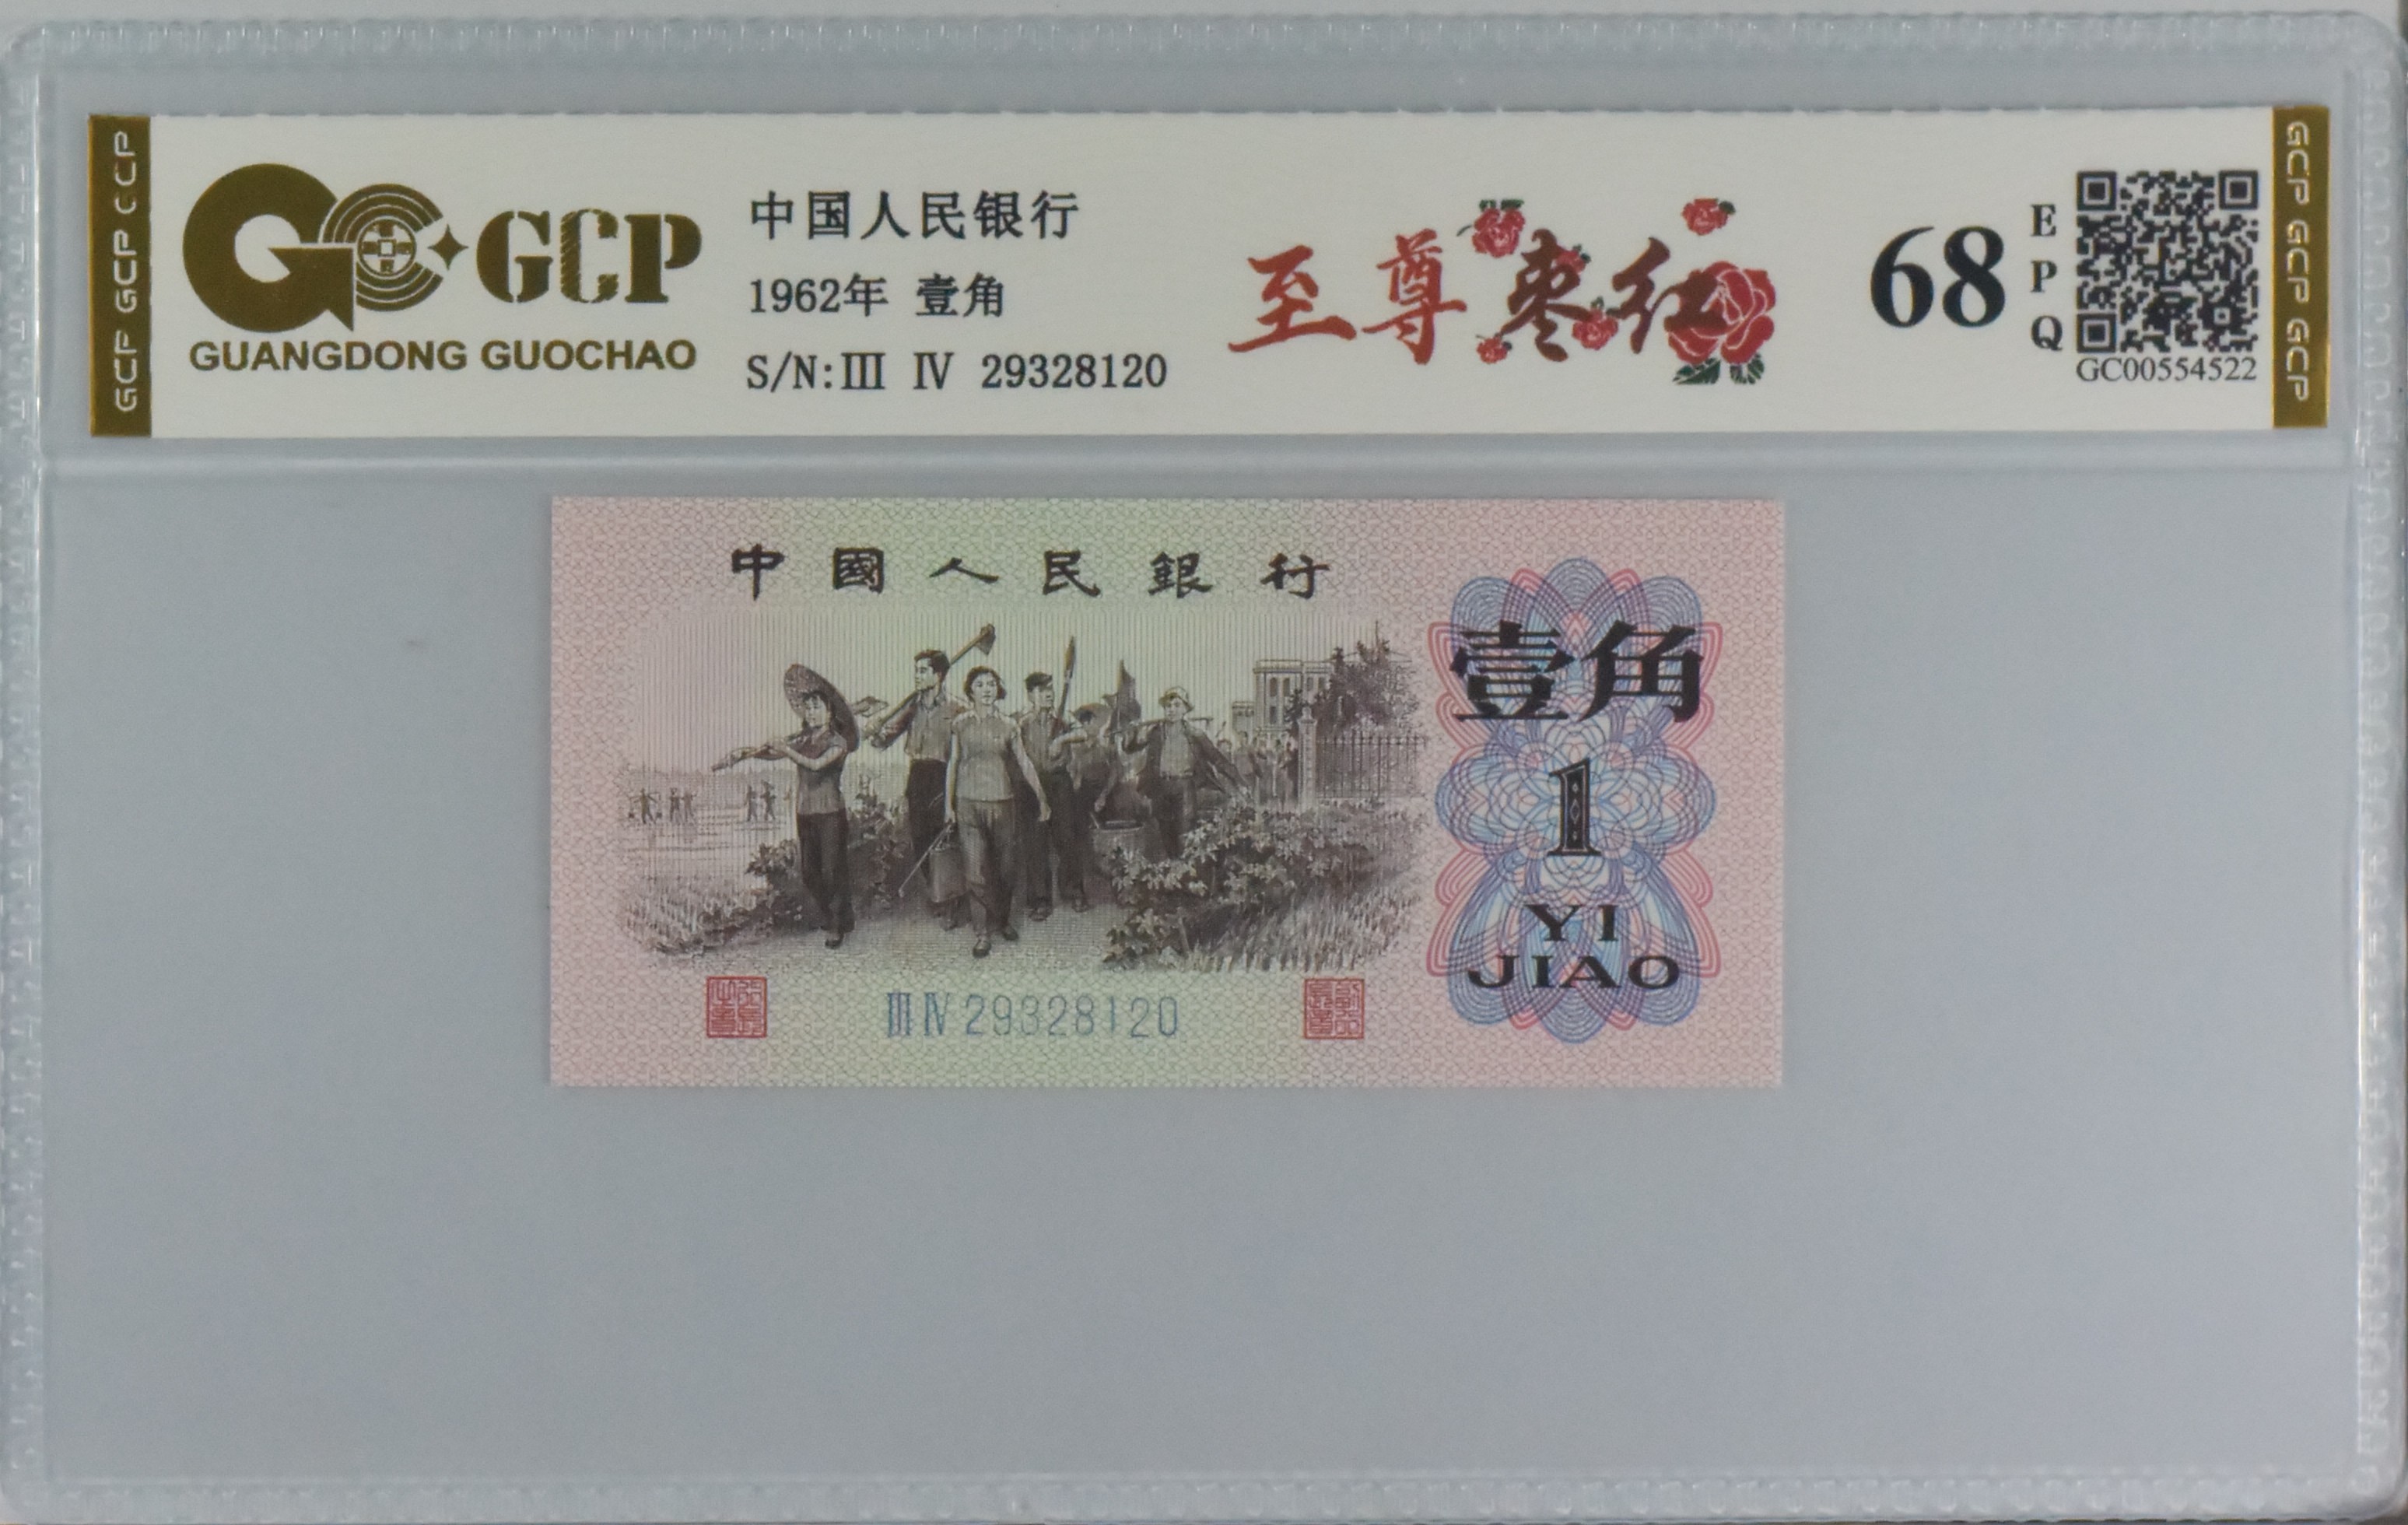 GCP GCP GCP
GCP
GUANGDONG GUOCHAO
中国人民银行
1962年 壹角
S/N:Ⅲ Ⅳ 29328120
至尊枣红
68
EPQ
GC00554522
GCP GCP GCP
中國人民銀行
壹角
1
YI
JIAO
Ⅲ Ⅳ 29328120